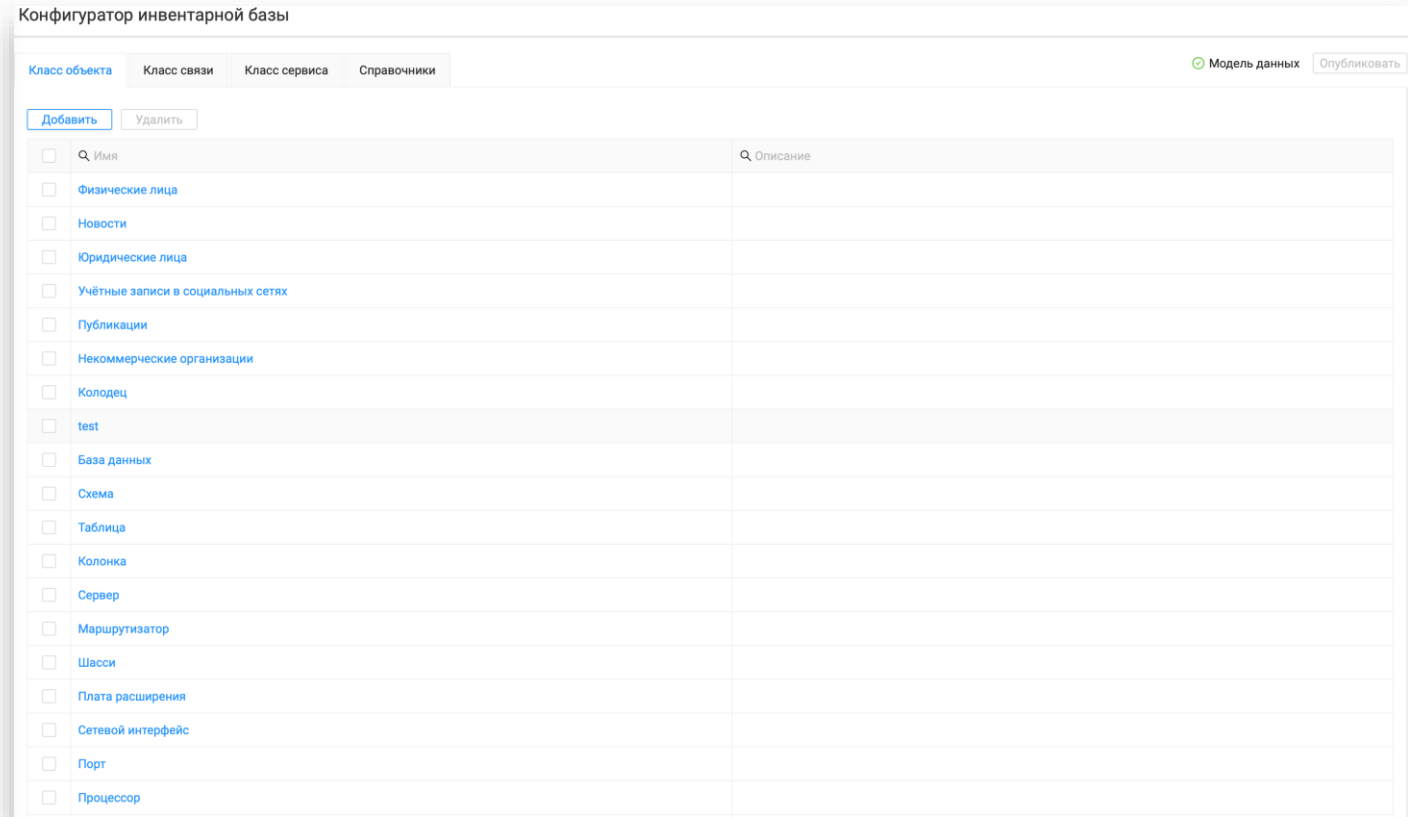 Конфигуратор инвентарной базы
Класс объекта Класс связи Класс сервиса Справочники Модель данных Опубликовать
Добавить Удалить
Имя Описание
Физические лица
Новости
Юридические лица
Учётные записи в социальных сетях
Публикации
Некоммерческие организации
Колодец
test
База данных
Схема
Таблица
Колонка
Сервер
Маршрутизатор
Шасси
Плата расширения
Сетевой интерфейс
Порт
Процессор